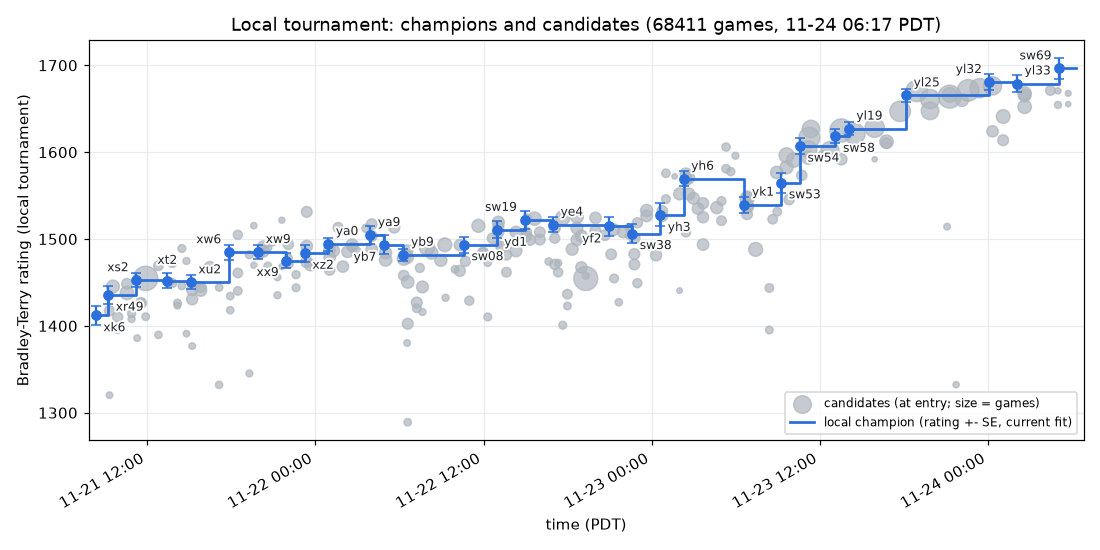 Local tournament: champions and candidates (68411 games, 11-24 06:17 PDT)
Bradley-Terry rating (local tournament)
1700
1600
1500
1400
1300
xk6
xr49
xs2
xt2
xu2
xw6
xw9
xx9
xz2
ya0
yb7
ya9
yb9
sw08
sw19
yd1
ye4
yf2
sw38
yh3
yh6
yk1
sw53
sw54
sw58
yl19
yl25
yl32
yl33
sw69
candidates (at entry; size = games)
local champion (rating +- SE, current fit)
11-21 12:00
11-22 00:00
11-22 12:00
11-23 00:00
11-23 12:00
11-24 00:00
time (PDT)